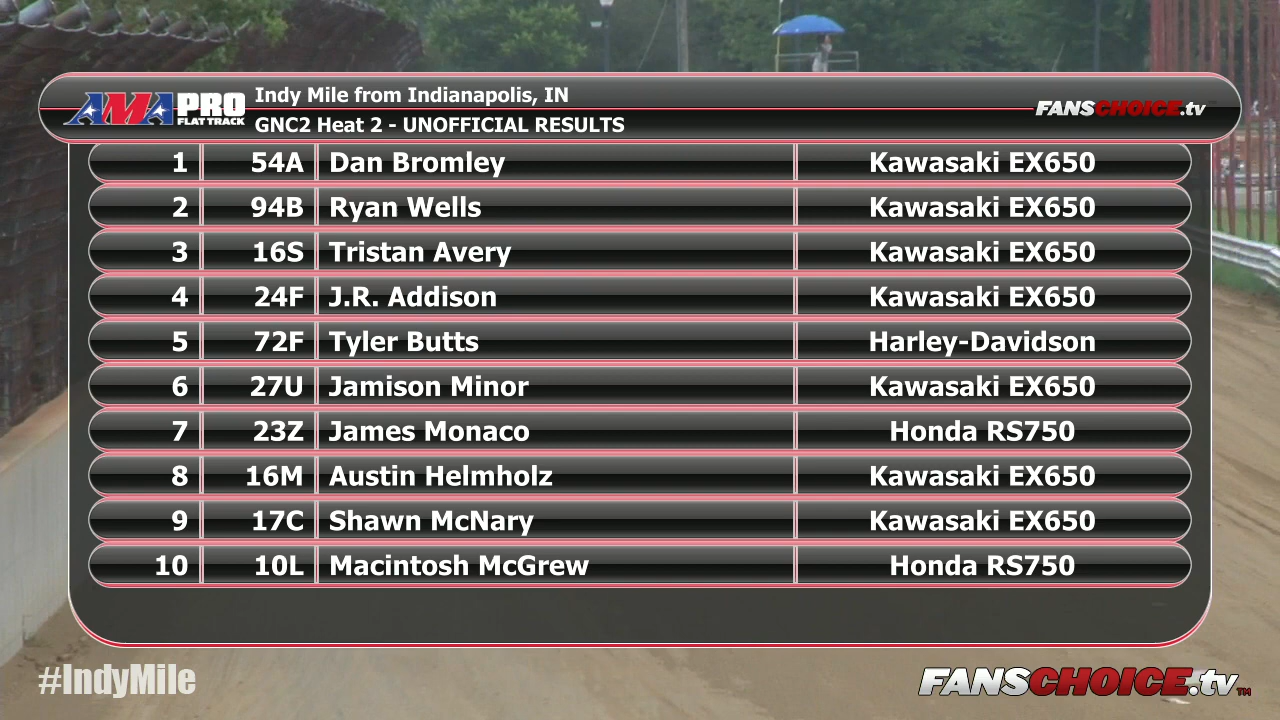 AMA PRO
FLAT TRACK
Indy Mile from Indianapolis, IN
GNC2 Heat 2 - UNOFFICIAL RESULTS
FANSCHOICE.tv
1 54A Dan Bromley Kawasaki EX650
2 94B Ryan Wells Kawasaki EX650
3 16S Tristan Avery Kawasaki EX650
4 24F J.R. Addison Kawasaki EX650
5 72F Tyler Butts Harley-Davidson
6 27U Jamison Minor Kawasaki EX650
7 23Z James Monaco Honda RS750
8 16M Austin Helmholz Kawasaki EX650
9 17C Shawn McNary Kawasaki EX650
10 10L Macintosh McGrew Honda RS750
#IndyMile
FANSCHOICE.tv™